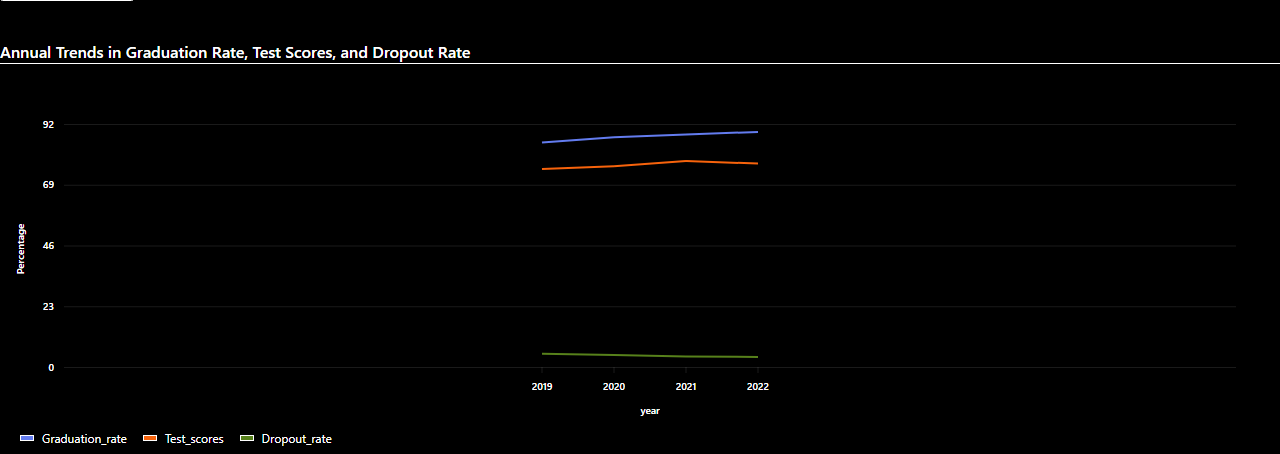 Annual Trends in Graduation Rate, Test Scores, and Dropout Rate
92
69
46
23
0
Percentage
2019 2020 2021 2022
year
Graduation_rate Test_scores Dropout_rate